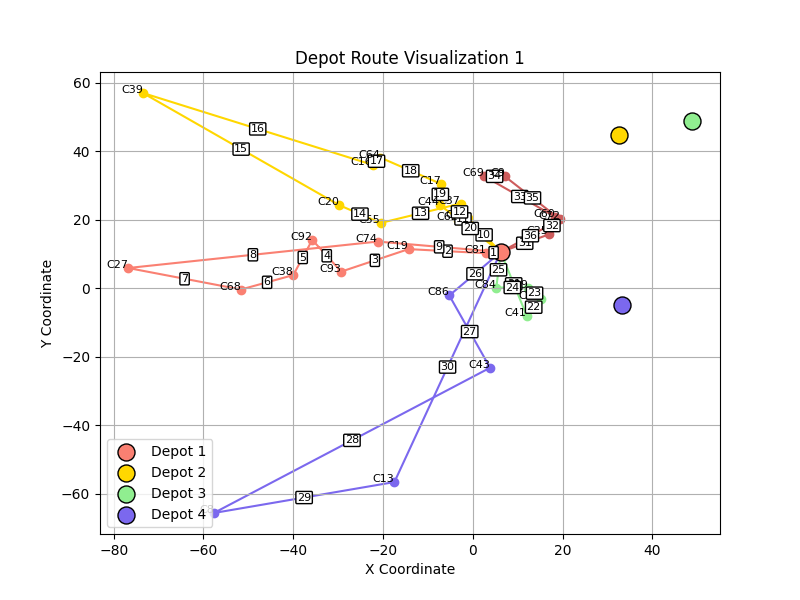 Depot Route Visualization 1
Y Coordinate
60
40
20
0
−20
−40
−60
C39
16
15
C64
17
18
C17
19
C20
14
C55
13
12
20
10
C69
34
33
35
32
36
C92
C74
C19
C81
1
2
9
8
5
4
3
C93
C27
7
C68
6
C38
26
25
C84
24
23
22
C41
C86
27
C43
30
28
C13
29
Depot 1
Depot 2
Depot 3
Depot 4
−80
−60
−40
−20
0
20
40
X Coordinate